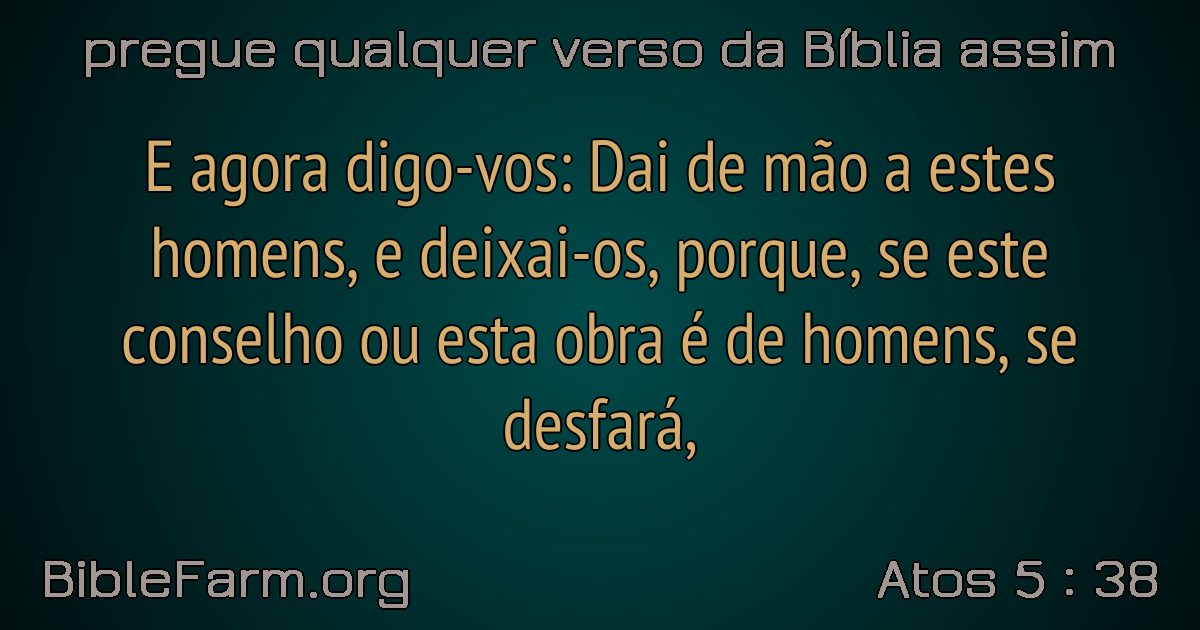 pregue qualquer verso da Bíblia assim
E agora digo-vos: Dai de mão a estes
homens, e deixai-os, porque, se este
conselho ou esta obra é de homens, se
desfará,
BibleFarm.org
Atos 5 : 38